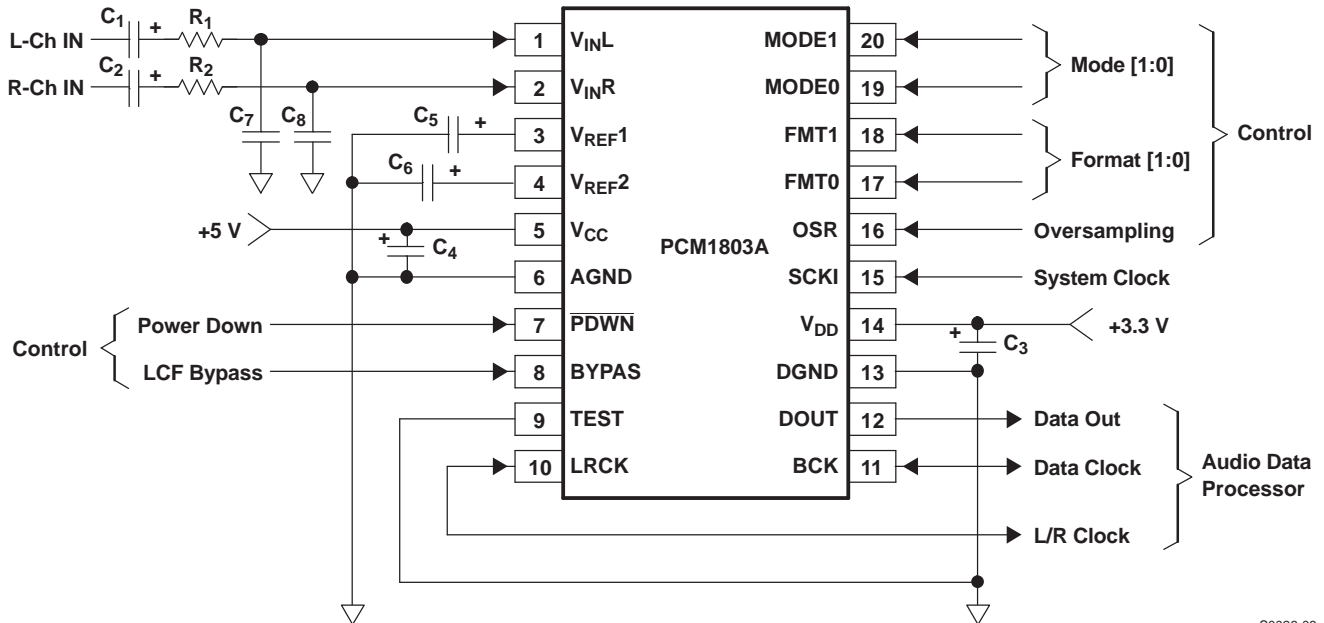 L-Ch IN
C1
+
R1
1
VINL
MODE1
20
R-Ch IN
C2
+
R2
2
VINR
MODE0
19
Mode [1:0]
C7
C8
C5
+
3
VREF1
FMT1
18
C6
+
4
VREF2
FMT0
17
Format [1:0]
Control
+5 V
5
VCC
OSR
16
Oversampling
PCM1803A
+
C4
6
AGND
SCKI
15
System Clock
Control
Power Down
7
PDWN
VDD
14
+3.3 V
+
C3
LCF Bypass
8
BYPAS
DGND
13
9
TEST
DOUT
12
Data Out
10
LRCK
BCK
11
Data Clock
Audio Data
Processor
L/R Clock